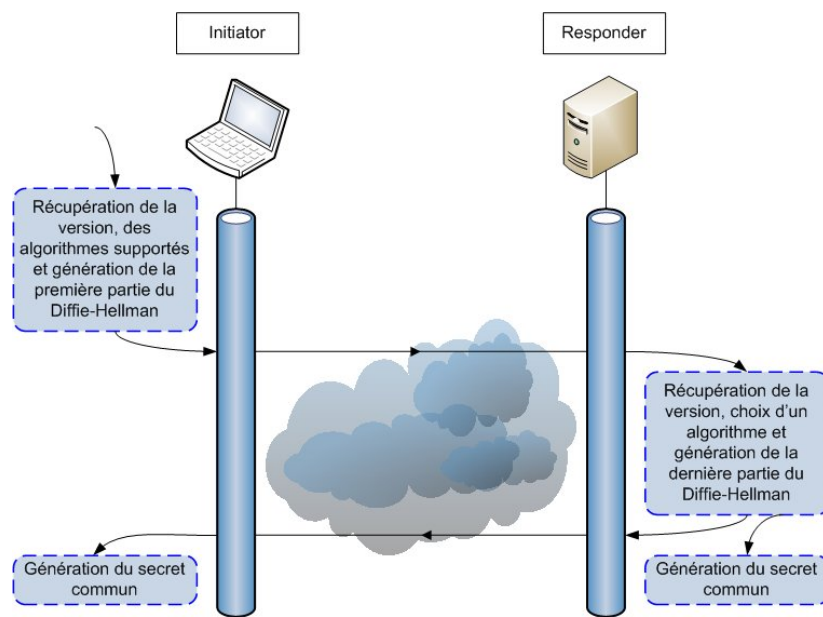 Initiator
Responder
Récupération de la
version, des
algorithmes supportés
et génération de la
première partie du
Diffie-Hellman
Récupération de la
version, choix d'un
algorithme et
génération de la
dernière partie du
Diffie-Hellman
Génération du secret
commun
Génération du secret
commun